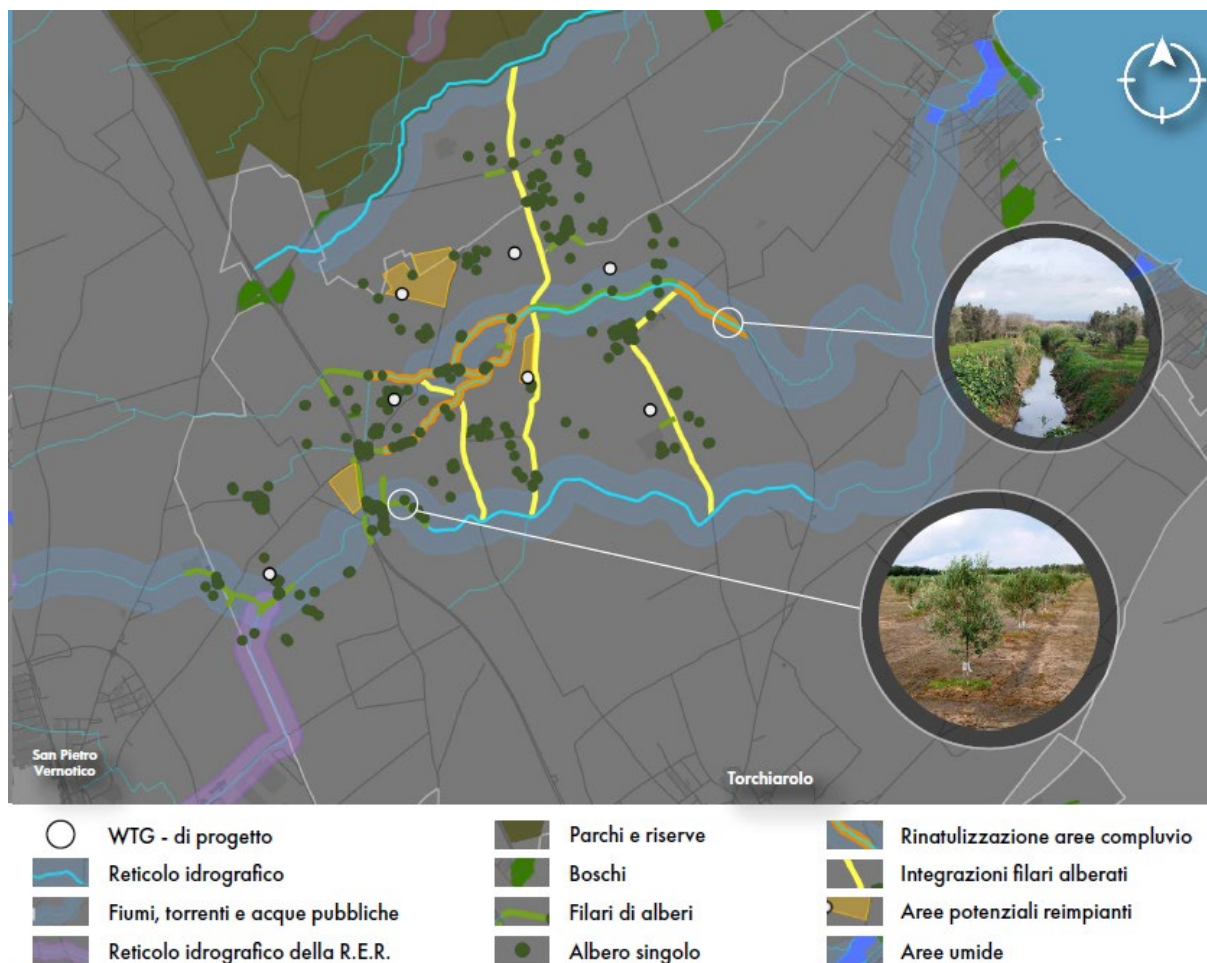 San Pietro
Vernotico
Torchiarolo
WTG - di progetto
Reticolo idrografico
Fiumi, torrenti e acque pubbliche
Reticolo idrografico della R.E.R.
Parchi e riserve
Boschi
Filari di alberi
Albero singolo
Rinatulizzazione aree compluvio
Integrazioni filari alberati
Aree potenziali reimpianti
Aree umide